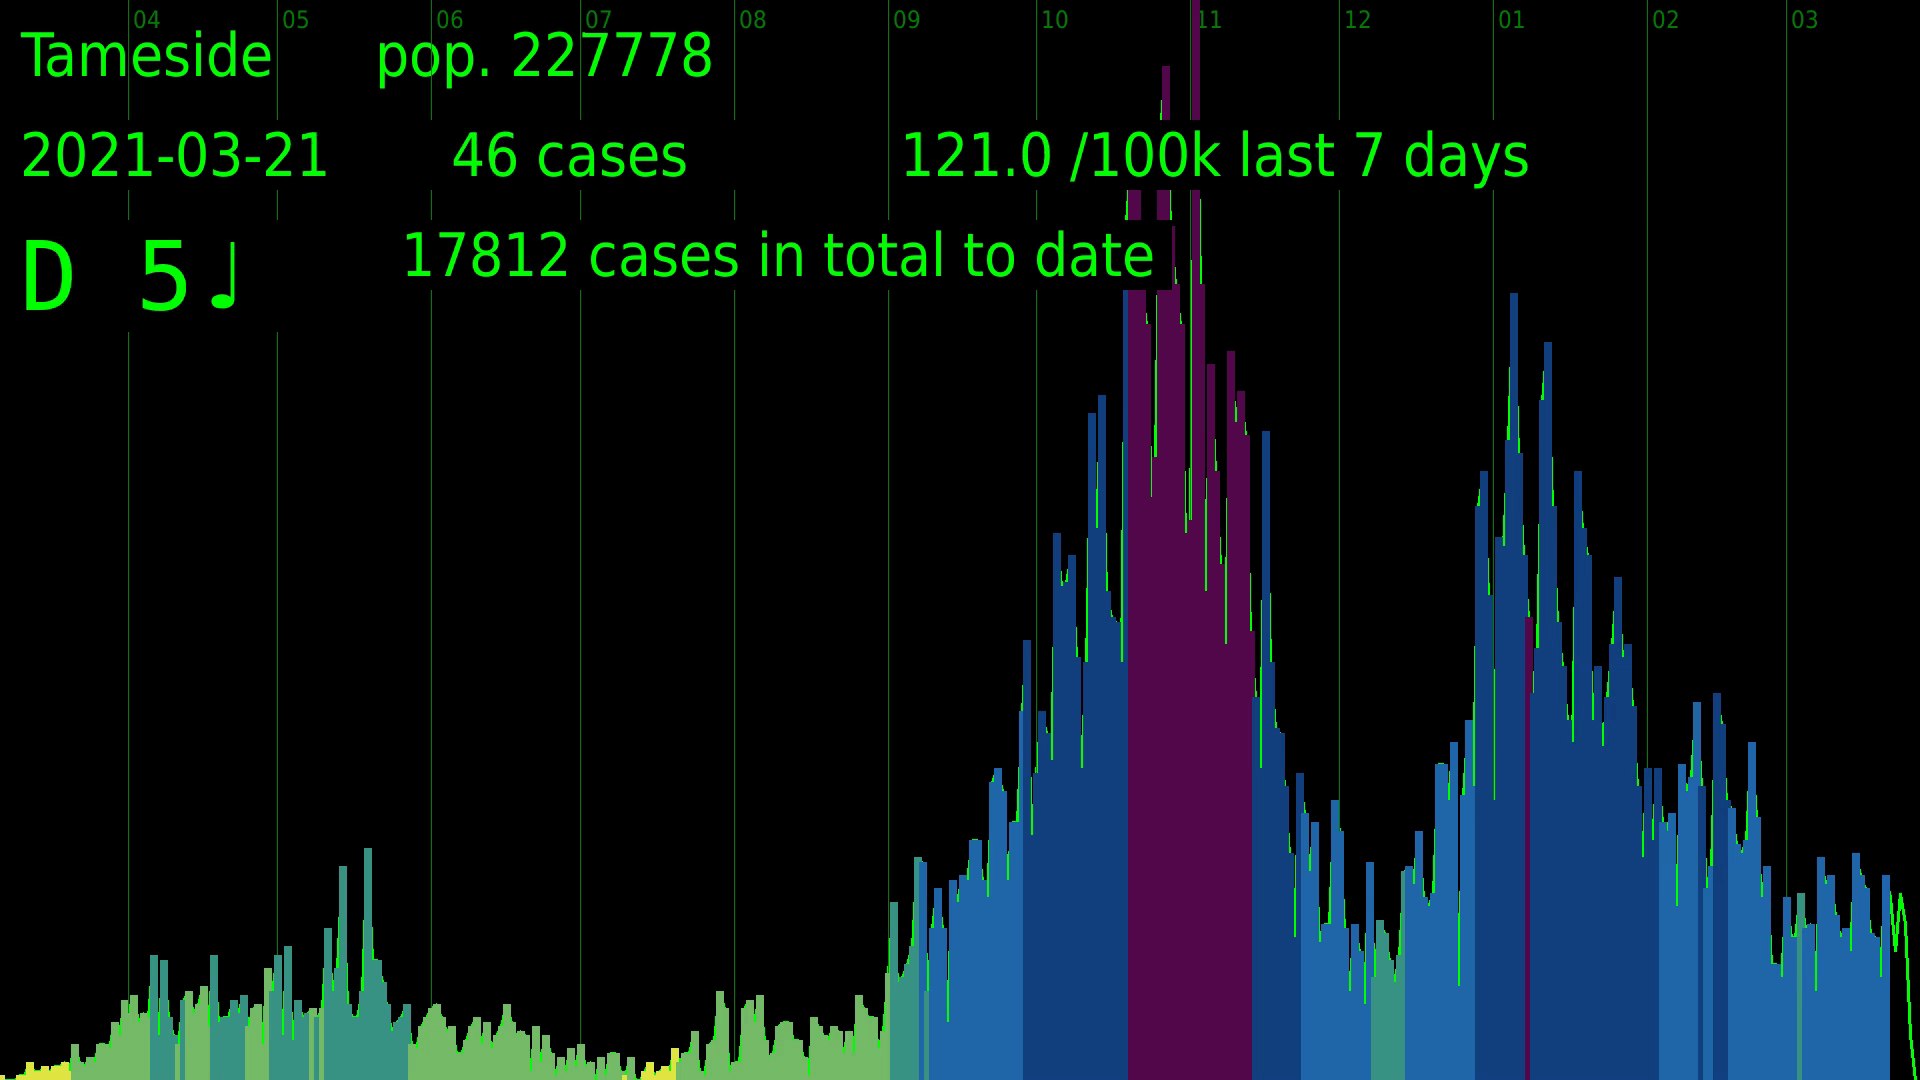 04 05 06 07 08 09 10 11 12 01 02 03
Tameside pop. 227778
2021-03-21 46 cases 121.0 /100k last 7 days
D 5♩ 17812 cases in total to date